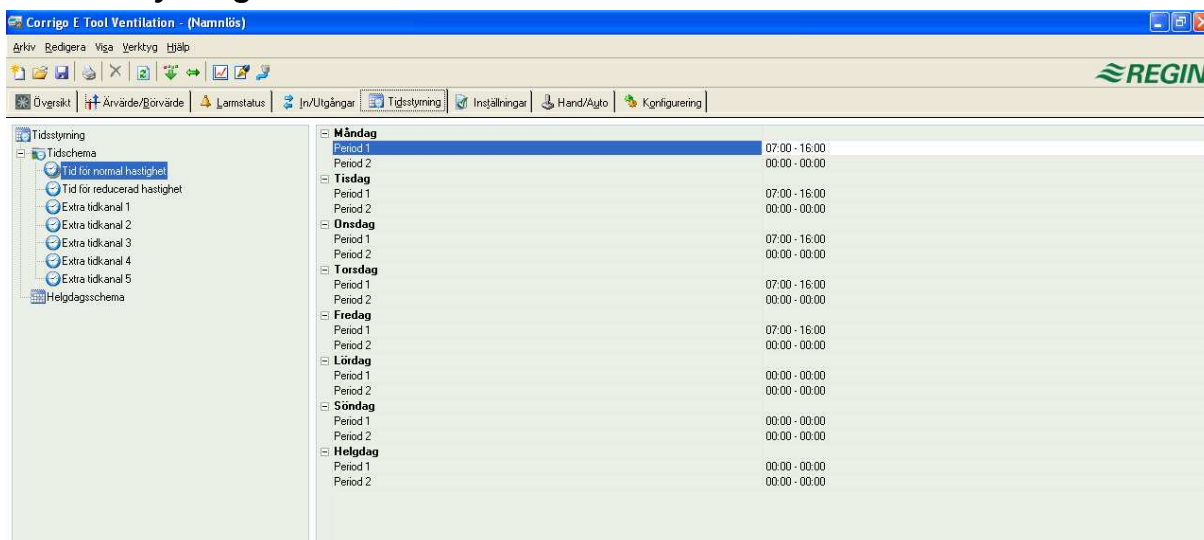 Corrigo E Tool Ventilation - (Namnlös)
Arkiv Redigera Visa Verktyg Hjälp
REGIN
Översikt Ärvärde/Börvärde Larmstatus In/Utgångar Tidsstyrning Inställningar Hand/Auto Konfigurering
Tidsstyrning
Tidschema
Tid för normal hastighet
Tid för reducerad hastighet
Extra tidkanal 1
Extra tidkanal 2
Extra tidkanal 3
Extra tidkanal 4
Extra tidkanal 5
Helgdagsschema
Måndag
Period 1 07:00 - 16:00
Period 2 00:00 - 00:00
Tisdag
Period 1 07:00 - 16:00
Period 2 00:00 - 00:00
Onsdag
Period 1 07:00 - 16:00
Period 2 00:00 - 00:00
Torsdag
Period 1 07:00 - 16:00
Period 2 00:00 - 00:00
Fredag
Period 1 07:00 - 16:00
Period 2 00:00 - 00:00
Lördag
Period 1 00:00 - 00:00
Period 2 00:00 - 00:00
Söndag
Period 1 00:00 - 00:00
Period 2 00:00 - 00:00
Helgdag
Period 1 00:00 - 00:00
Period 2 00:00 - 00:00